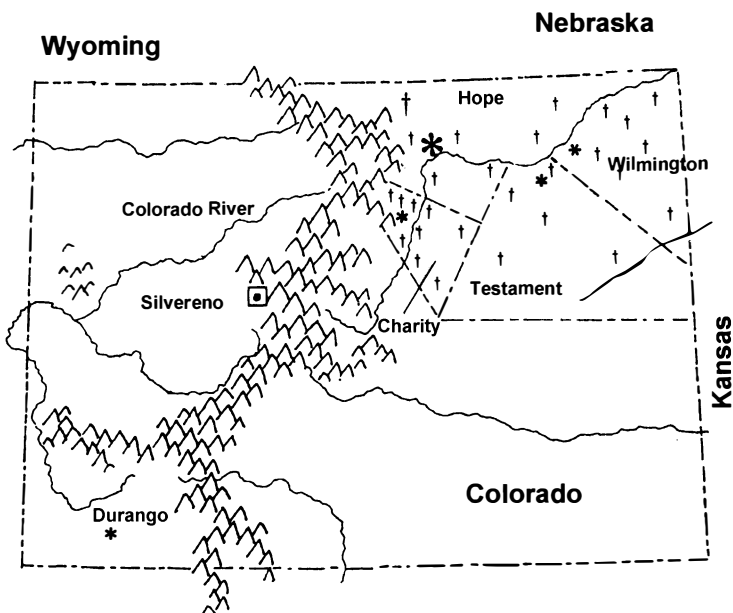 Nebraska
Wyoming
Hope
Wilmington
Colorado River
Testament
Silvereno
Charity
Kansas
Colorado
Durango